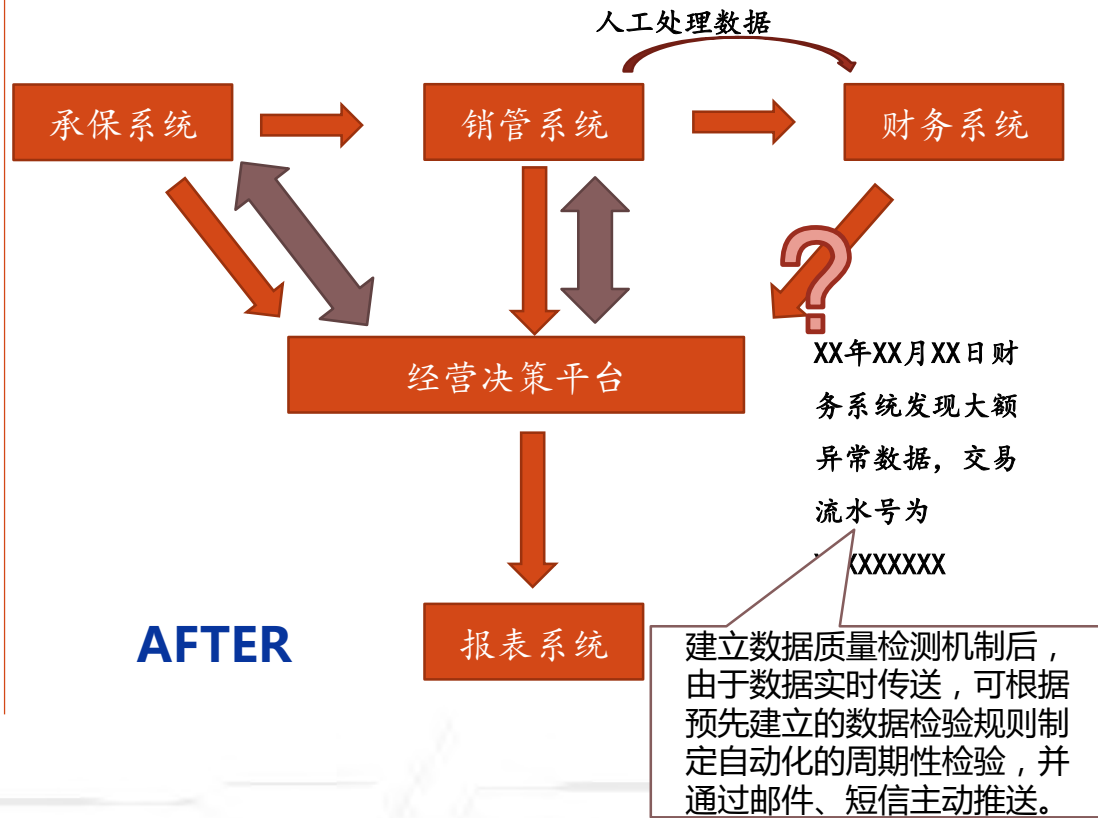 人工处理数据
承保系统
销管系统
财务系统
经营决策平台
XX年XX月XX日财
务系统发现大额
异常数据，交易
流水号为
XXXXXXX
AFTER
报表系统
建立数据质量检测机制后，
由于数据实时传送，可根据
预先建立的数据检验规则制
定自动化的周期性检验，并
通过邮件、短信主动推送。